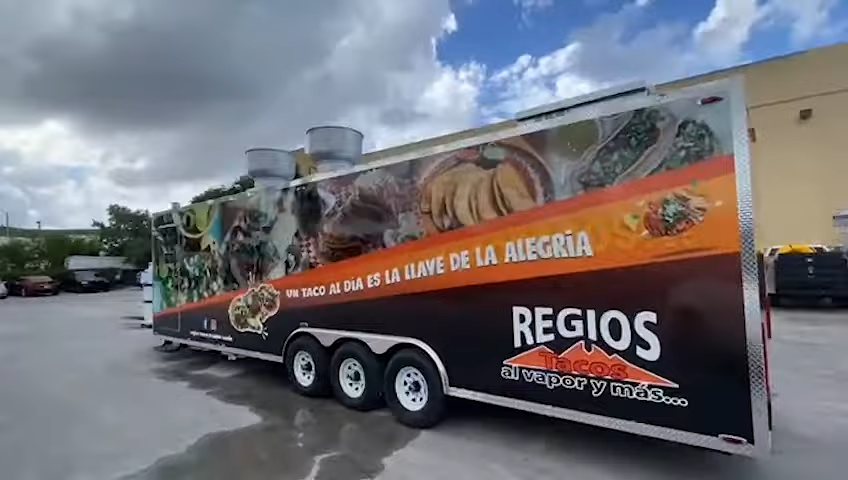 UN TACO AL DIA ES LA LLAVE DE LA ALEGRIA
REGIOS
Tacos
al vapor y más...